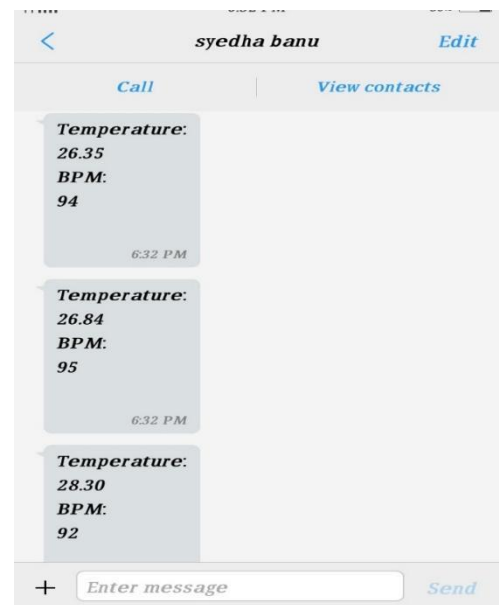 syedha banu
Edit
Call
View contacts
Temperature:
26.35
BPM:
94
6:32 PM
Temperature:
26.84
BPM:
95
6:32 PM
Temperature:
28.30
BPM:
92
+
Enter message
Send